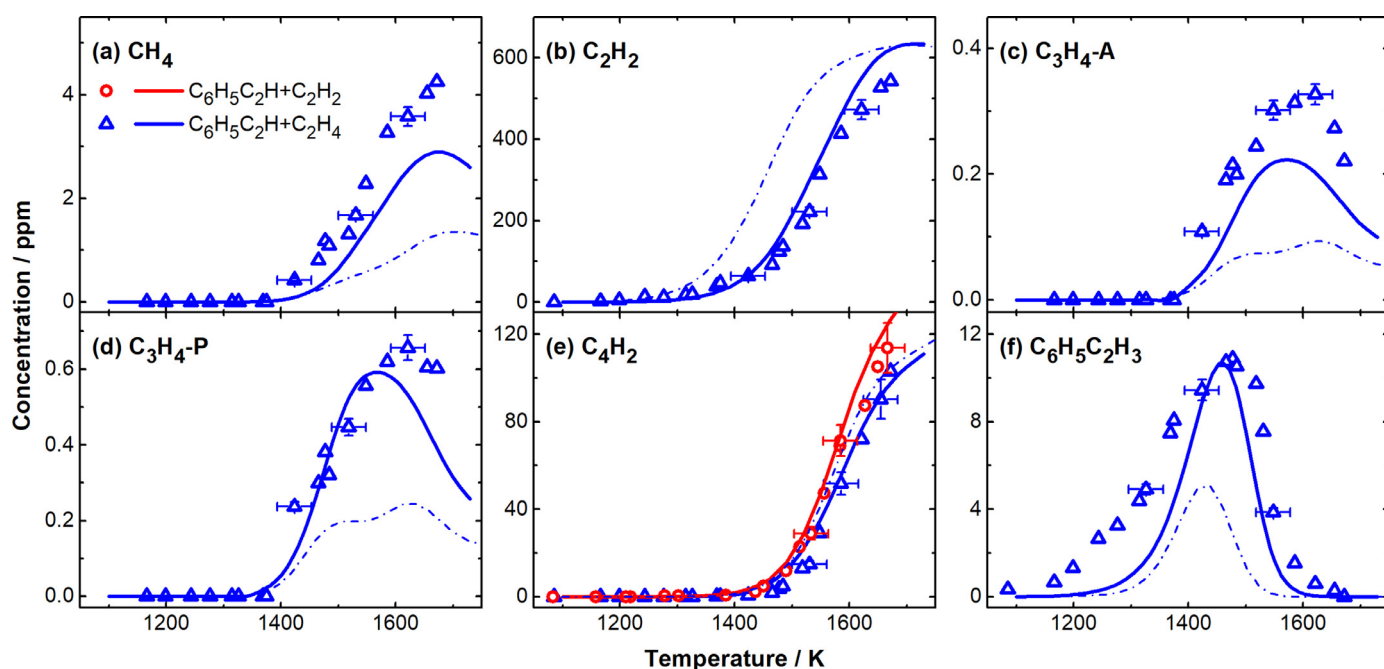 (a) CH₄
C₆H₅C₂H+C₂H₂
C₆H₅C₂H+C₂H₄
4
2
0
(b) C₂H₂
600
400
200
0
(c) C₃H₄-A
0.4
0.2
0.0
Concentration / ppm
(d) C₃H₄-P
0.6
0.4
0.2
0.0
1200 1400 1600
(e) C₄H₂
120
80
40
0
1200 1400 1600
(f) C₆H₅C₂H₃
12
8
4
0
1200 1400 1600
Temperature / K